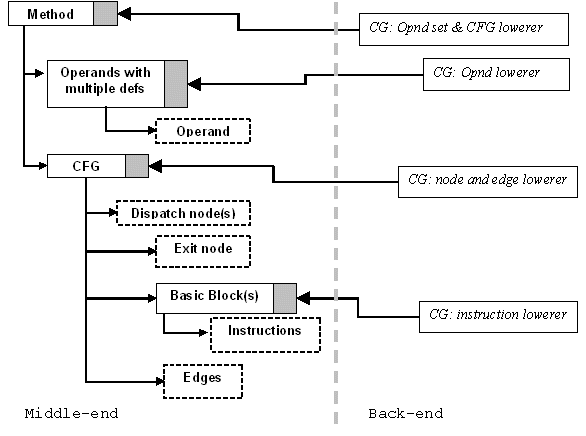 Method
CG: Opnd set & CFG lowerer
Operands with
multiple defs
CG: Opnd lowerer
Operand
CFG
CG: node and edge lowerer
Dispatch node(s)
Exit node
Basic Block(s)
Instructions
CG: instruction lowerer
Edges
Middle-end
Back-end